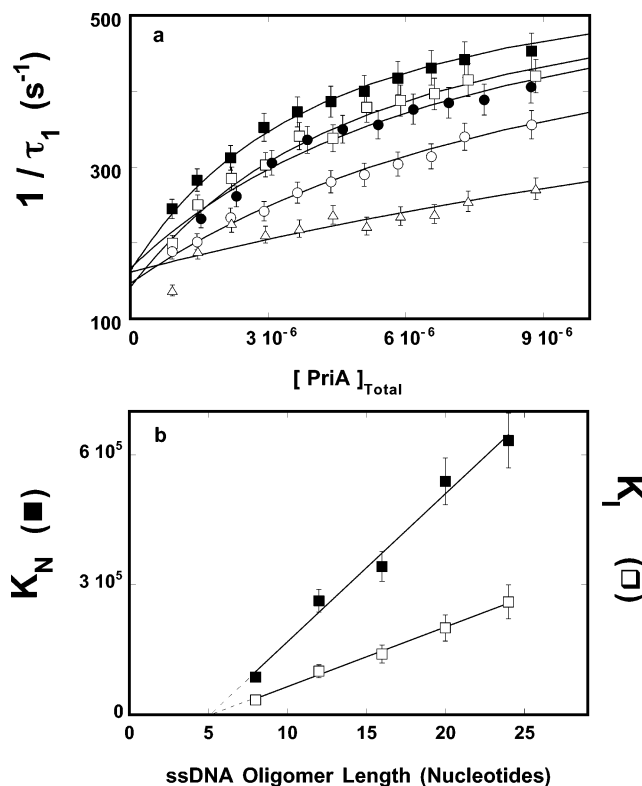 500
a
1 / τ1 (s-1)
300
100
0
3 10-6
6 10-6
9 10-6
[ PriA ]Total
b
6 105
KN (■)
KI (□)
3 105
0
0
5
10
15
20
25
ssDNA Oligomer Length (Nucleotides)